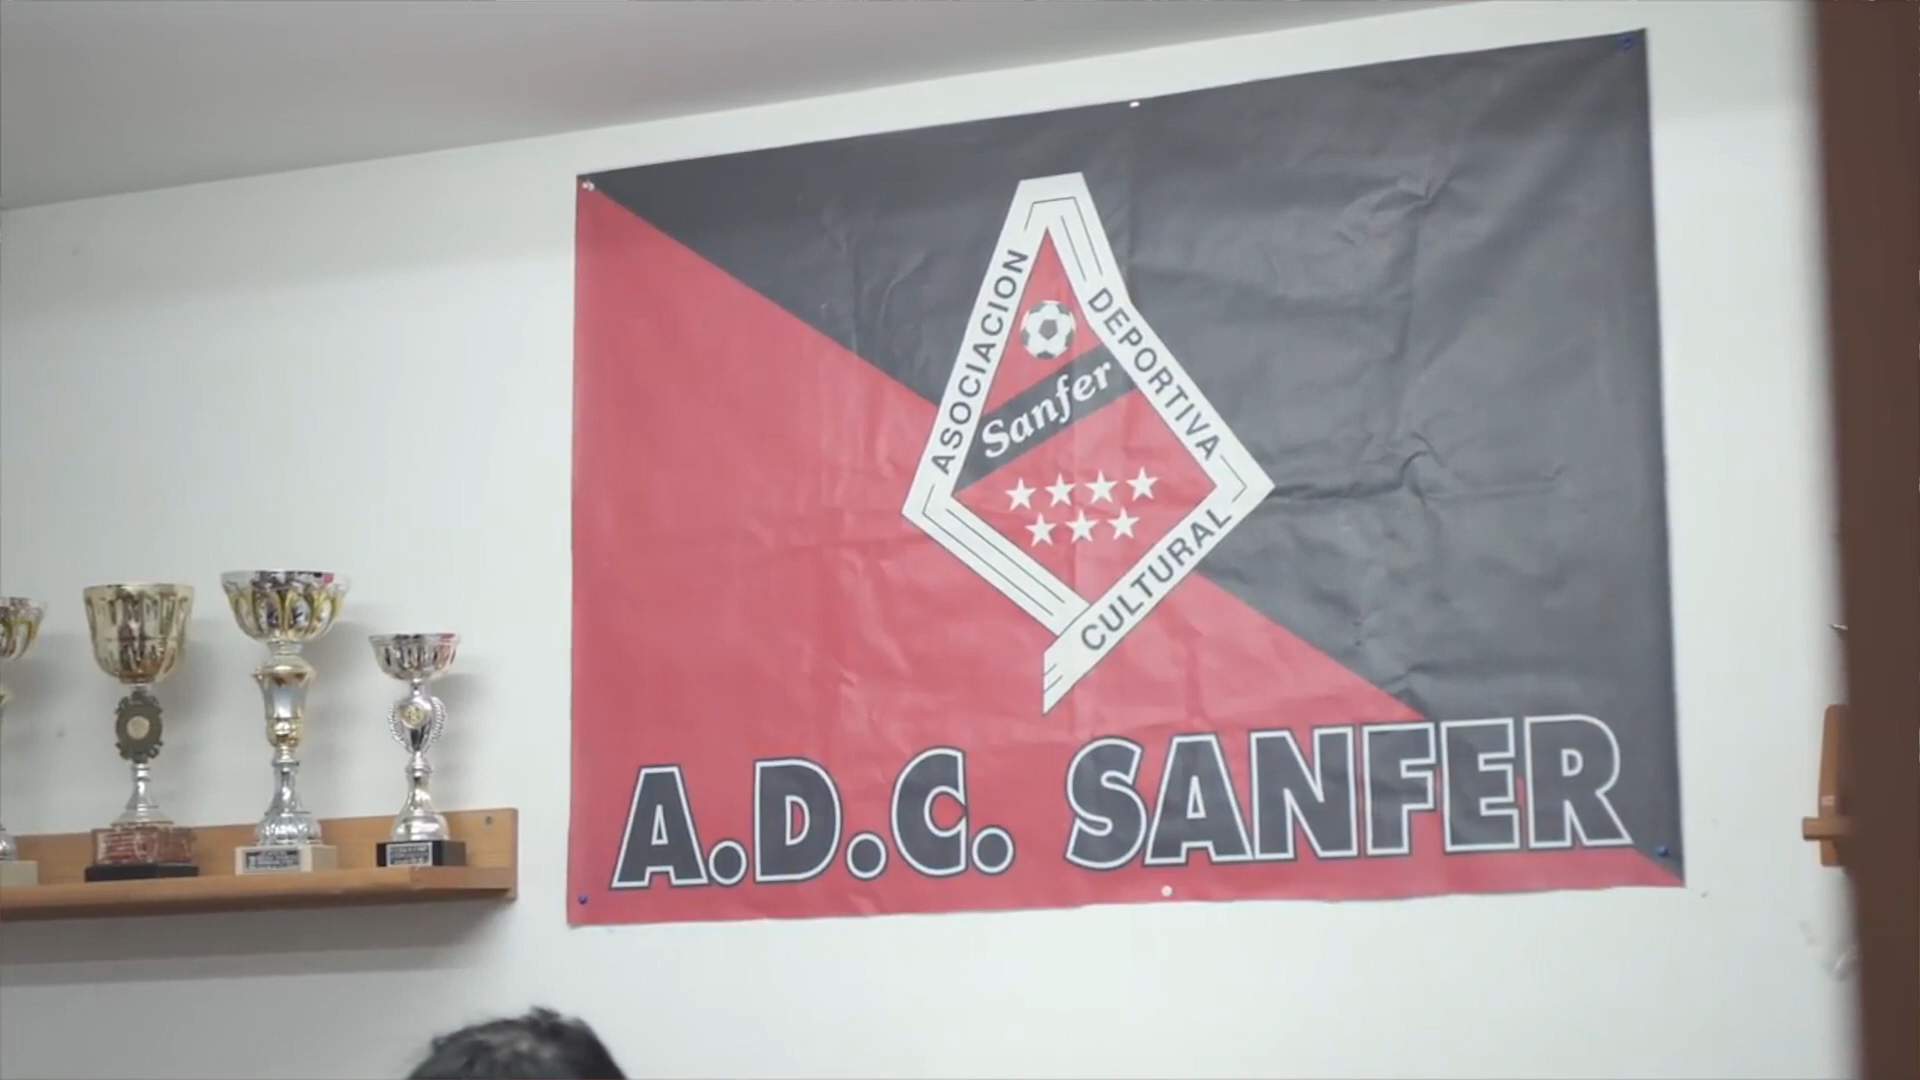 ASOCIACION
DEPORTIVA
Sanfer
CULTURAL
A.D.C. SANFER